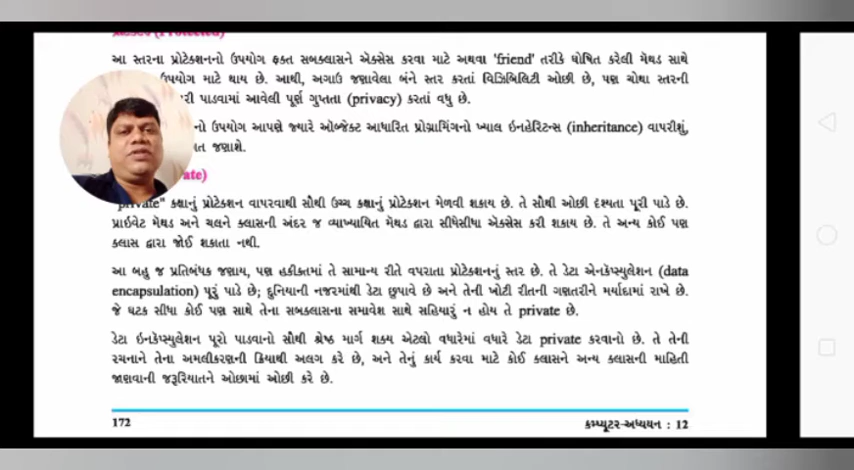 (Protected)
આ સ્તરના પ્રોટેક્શનનો ઉપયોગ ફક્ત સબક્લાસને ઍક્સેસ કરવા માટે અથવા 'friend' તરીકે ઘોષિત કરેલી મેથડ સાથે
ઉપયોગ માટે થાય છે. આથી, અગાઉ જણાવેલા બંને સ્તર કરતાં વિઝિબિલિટી ઓછી છે, પણ ચોથા સ્તરની
પાડવામાં આવેલી પૂર્ણ ગુપ્તતા (privacy) કરતાં વધુ છે.
નો ઉપયોગ આપણે જ્યારે ઑબ્જેક્ટ આધારિત પ્રોગ્રામિંગનો ખ્યાલ ઇનહેરિટન્સ (inheritance) વાપરીશું,
જણાશે.
ate)
"private" કક્ષાનું પ્રોટેક્શન વાપરવાથી સૌથી ઉચ્ચ કક્ષાનું પ્રોટેક્શન મેળવી શકાય છે. તે સૌથી ઓછી દૃશ્યતા પૂરી પાડે છે.
પ્રાઇવેટ મેથડ અને ચલને ક્લાસની અંદર જ વ્યાખ્યાયિત મેથડ દ્વારા સીધેસીધા ઍક્સેસ કરી શકાય છે. તે અન્ય કોઈ પણ
ક્લાસ દ્વારા જોઈ શકાતા નથી.
આ બહુ જ પ્રતિબંધક જણાય, પણ હકીકતમાં તે સામાન્ય રીતે વપરાતા પ્રોટેક્શનનું સ્તર છે. તે ડેટા એનકેપ્સ્યુલેશન (data
encapsulation) પૂરું પાડે છે; દુનિયાની નજરમાંથી ડેટા છુપાવે છે અને તેની ખોટી રીતની ગણતરીને મર્યાદામાં રાખે છે.
જે ઘટક સીધા કોઈ પણ સાથે તેના સબક્લાસના સમાવેશ સાથે સહિયારું ન હોય તે private છે.
ડેટા ઇનકેપ્સ્યુલેશન પૂરો પાડવાનો સૌથી શ્રેષ્ઠ માર્ગ શક્ય એટલો વધારેમાં વધારે ડેટા private કરવાનો છે. તે તેની
રચનાને તેના અમલીકરણની ક્રિયાથી અલગ કરે છે, અને તેનું કાર્ય કરવા માટે કોઈ ક્લાસને અન્ય ક્લાસની માહિતી
જાણવાની જરૂરિયાતને ઓછામાં ઓછી કરે છે.
172
કમ્પ્યૂટર-અધ્યયન : 12